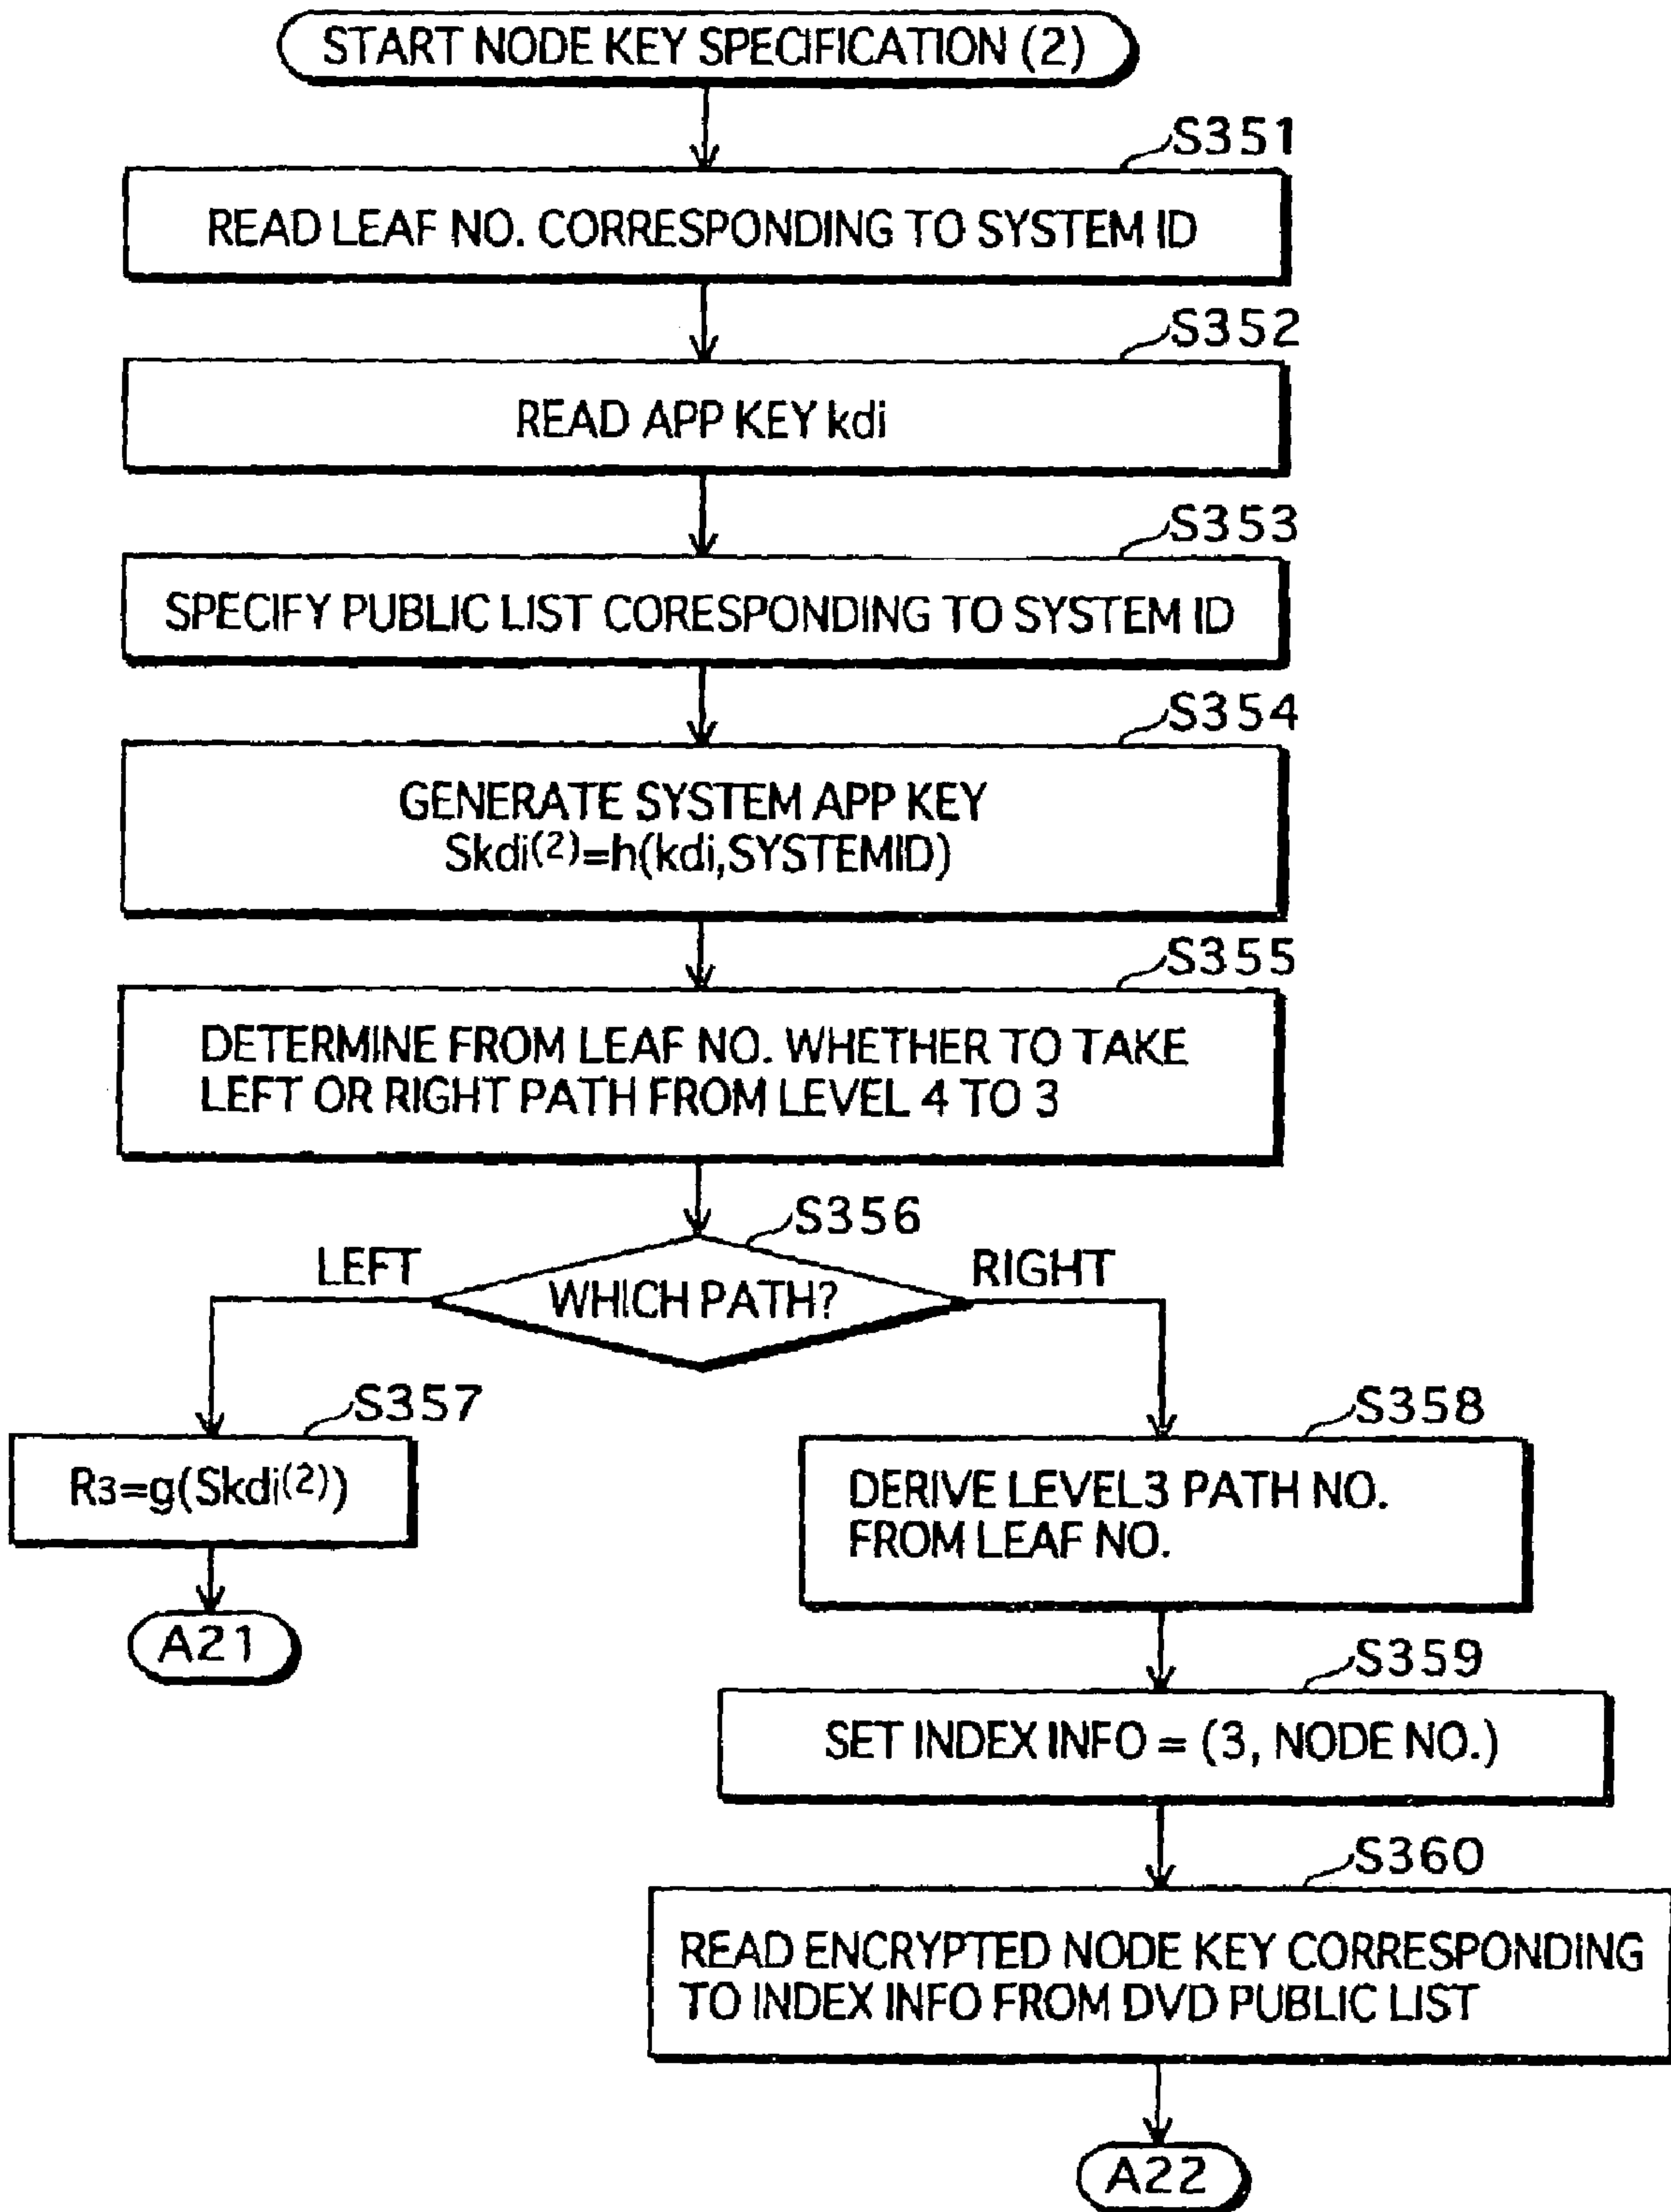 START NODE KEY SPECIFICATION (2)
S351
READ LEAF NO. CORRESPONDING TO SYSTEM ID
S352
READ APP KEY kdi
S353
SPECIFY PUBLIC LIST CORESPONDING TO SYSTEM ID
S354
GENERATE SYSTEM APP KEY
Skdi(2)=h(kdi,SYSTEMID)
S355
DETERMINE FROM LEAF NO. WHETHER TO TAKE
LEFT OR RIGHT PATH FROM LEVEL 4 TO 3
S356
LEFT
WHICH PATH?
RIGHT
S357
R3=g(Skdi(2))
A21
S358
DERIVE LEVEL3 PATH NO.
FROM LEAF NO.
S359
SET INDEX INFO = (3, NODE NO.)
S360
READ ENCRYPTED NODE KEY CORRESPONDING
TO INDEX INFO FROM DVD PUBLIC LIST
A22